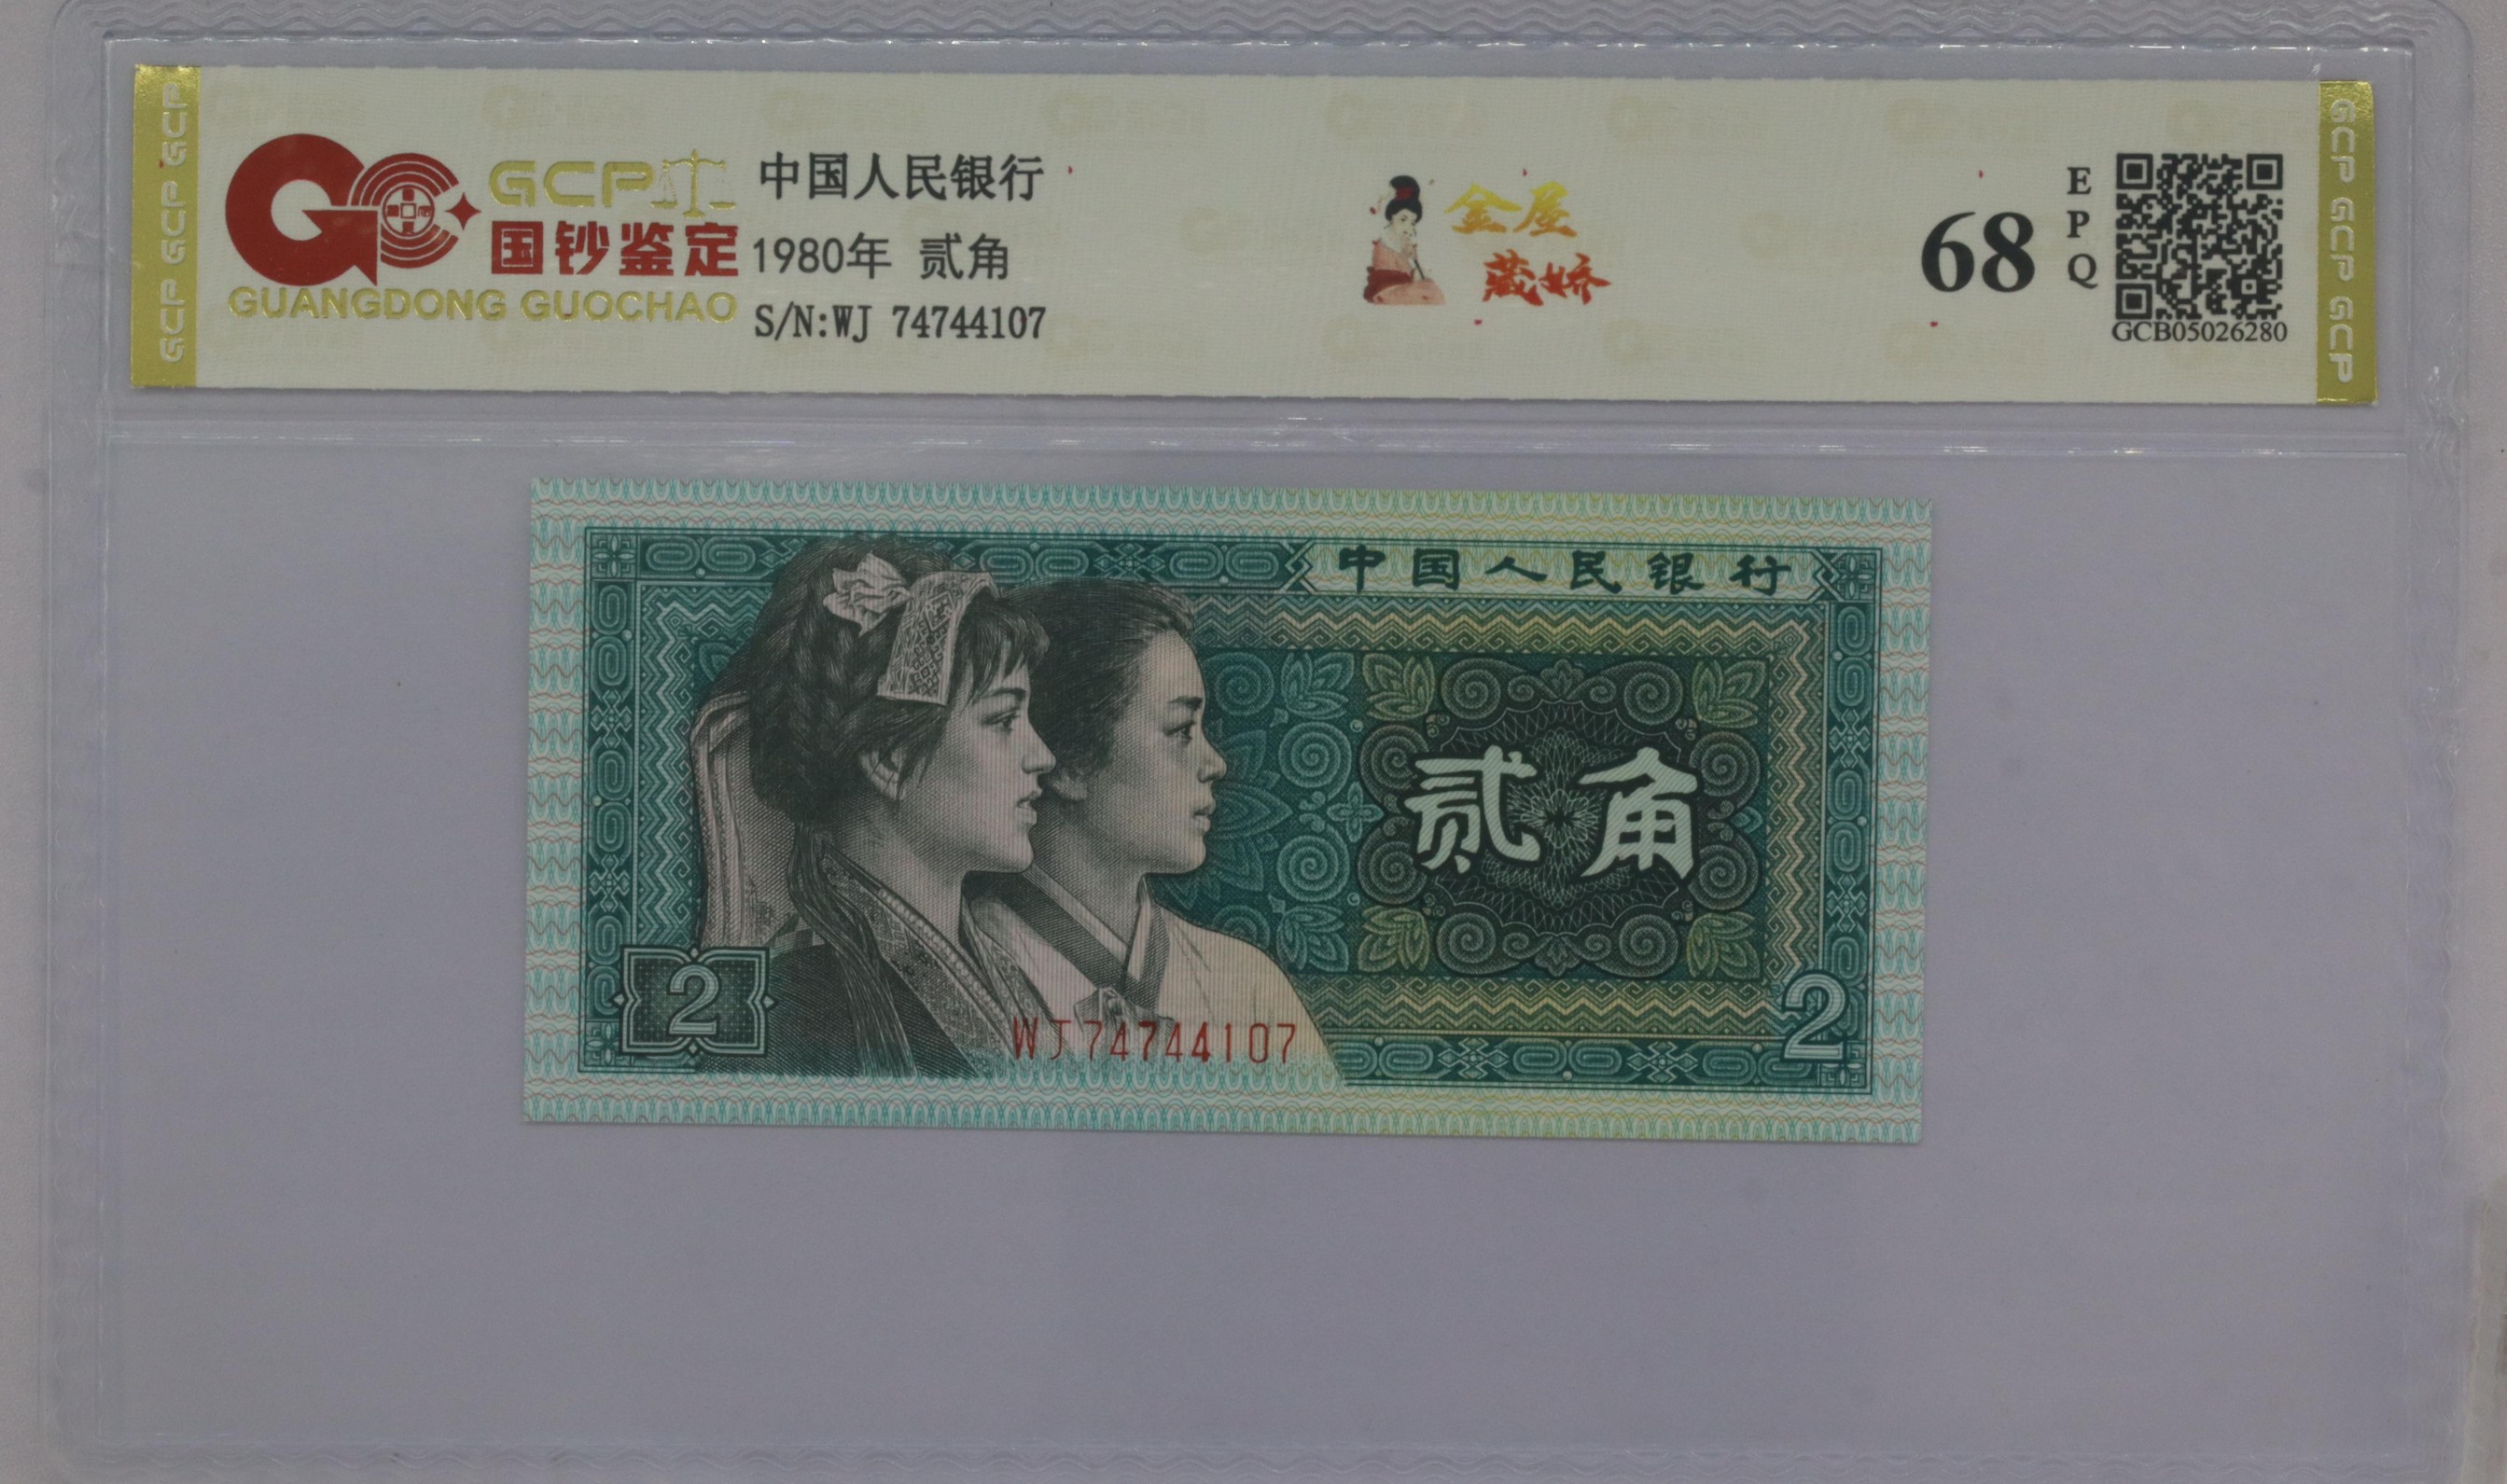 GCP GCP GCP
GCP
国钞鉴定
GUANGDONG GUOCHAO
中国人民银行
1980年 贰角
S/N:WJ 74744107
金屋
藏娇
68
EPQ
GCB05026280
GCP GCP GCP
中国人民银行
贰角
2
WJ74744107
2